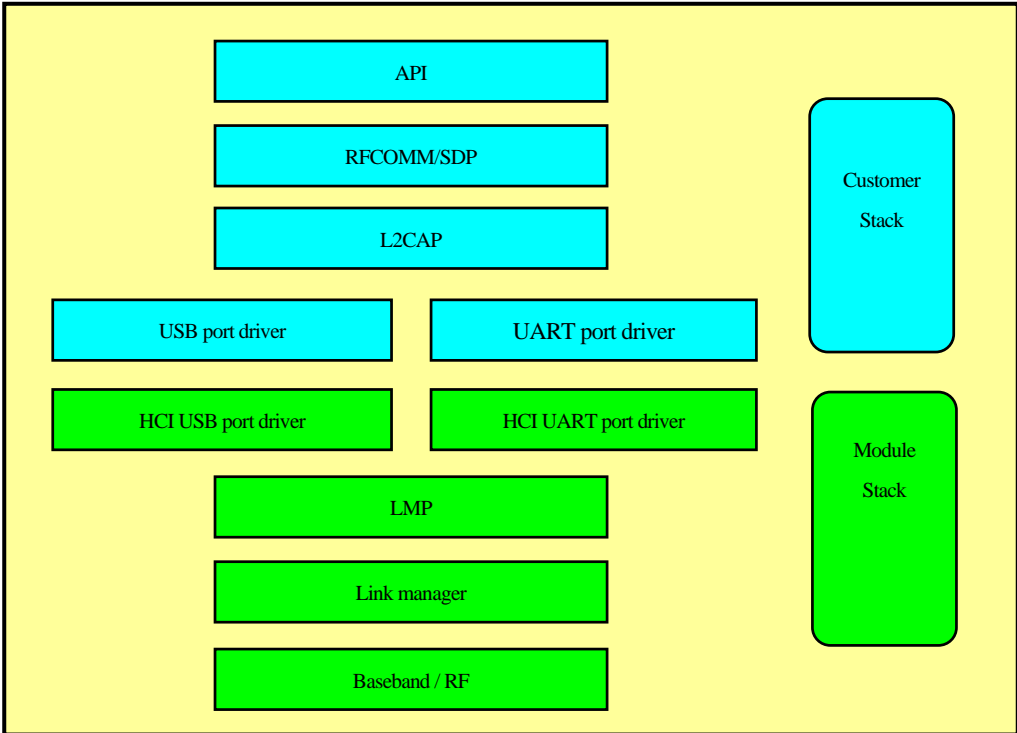 API
RFCOMM/SDP
L2CAP
USB port driver
UART port driver
HCI USB port driver
HCI UART port driver
LMP
Link manager
Baseband / RF
Customer
Stack
Module
Stack